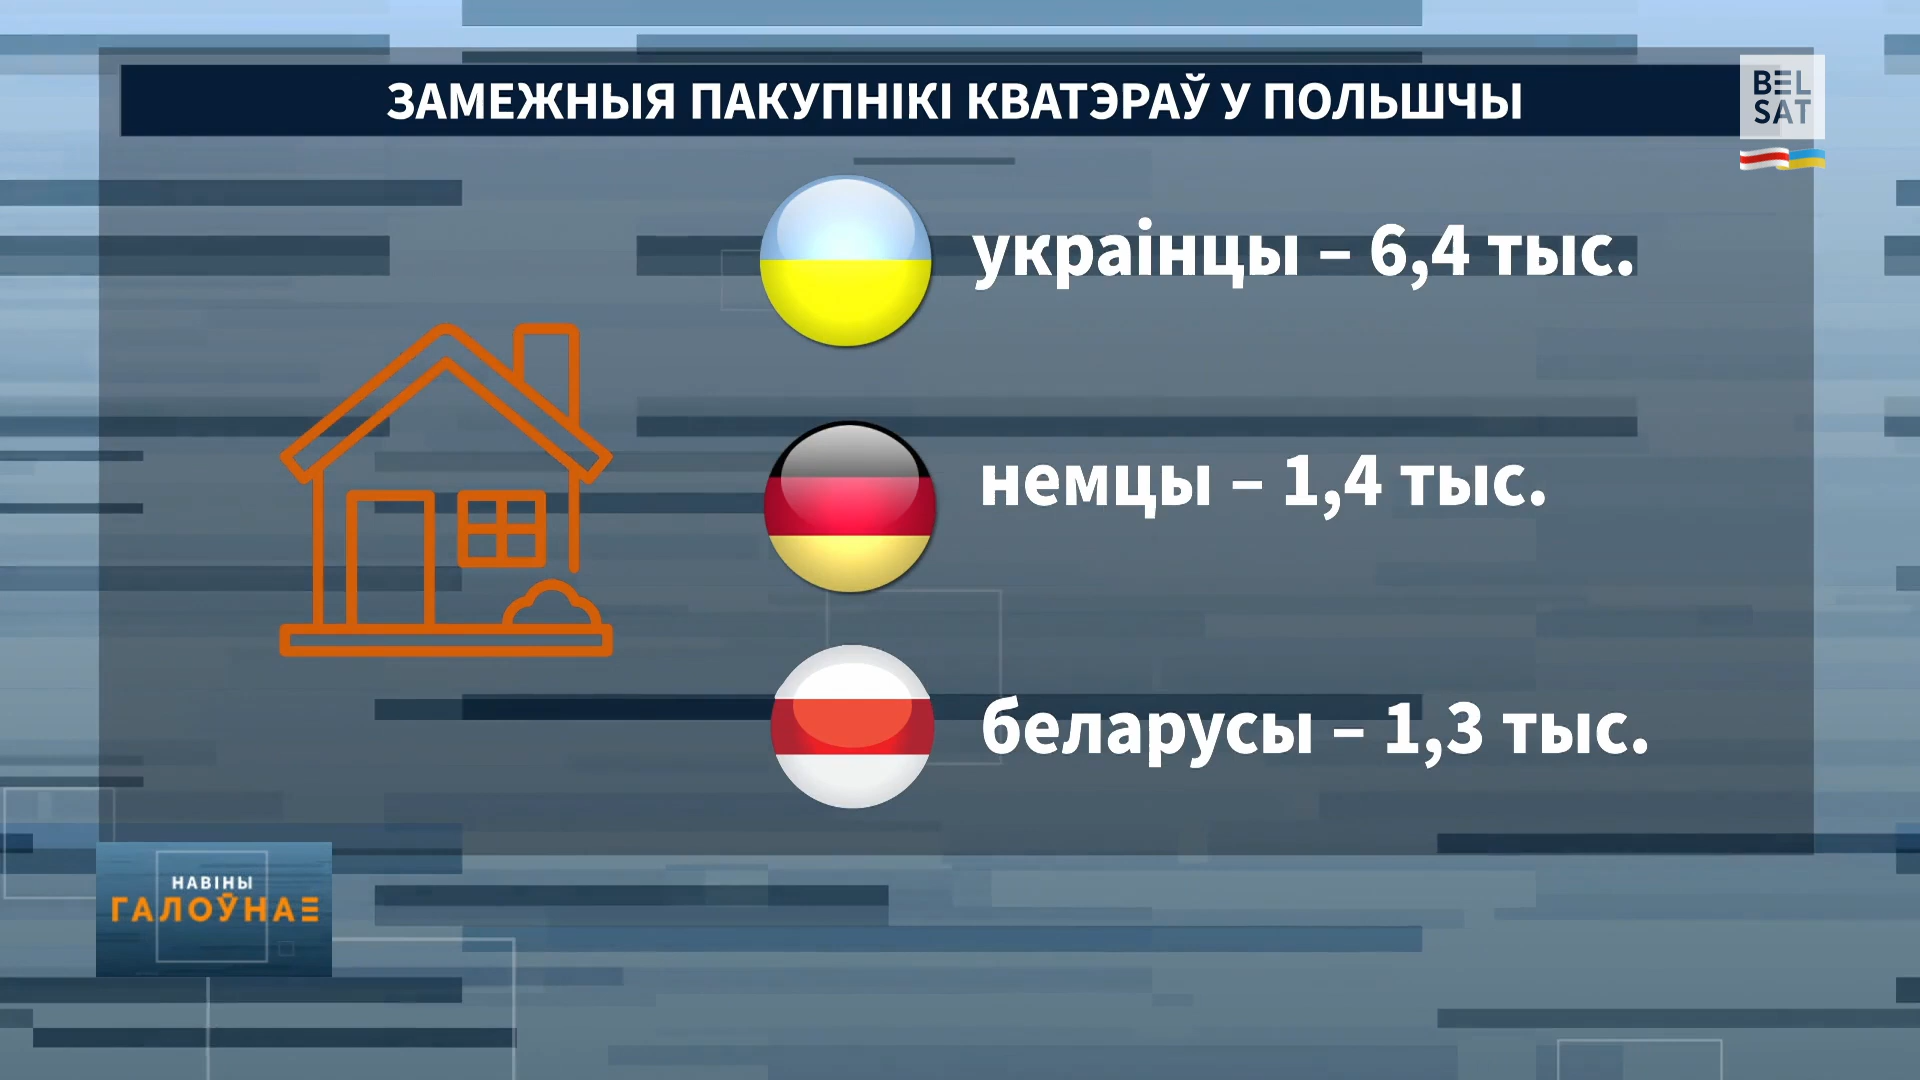 ЗАМЕЖНЫЯ ПАКУПНІКІ КВАТЭРАЎ У ПОЛЬШЧЫ
BEL
SAT
украінцы – 6,4 тыс.
немцы – 1,4 тыс.
беларусы – 1,3 тыс.
НАВІНЫ
ГАЛОЎНАЕ